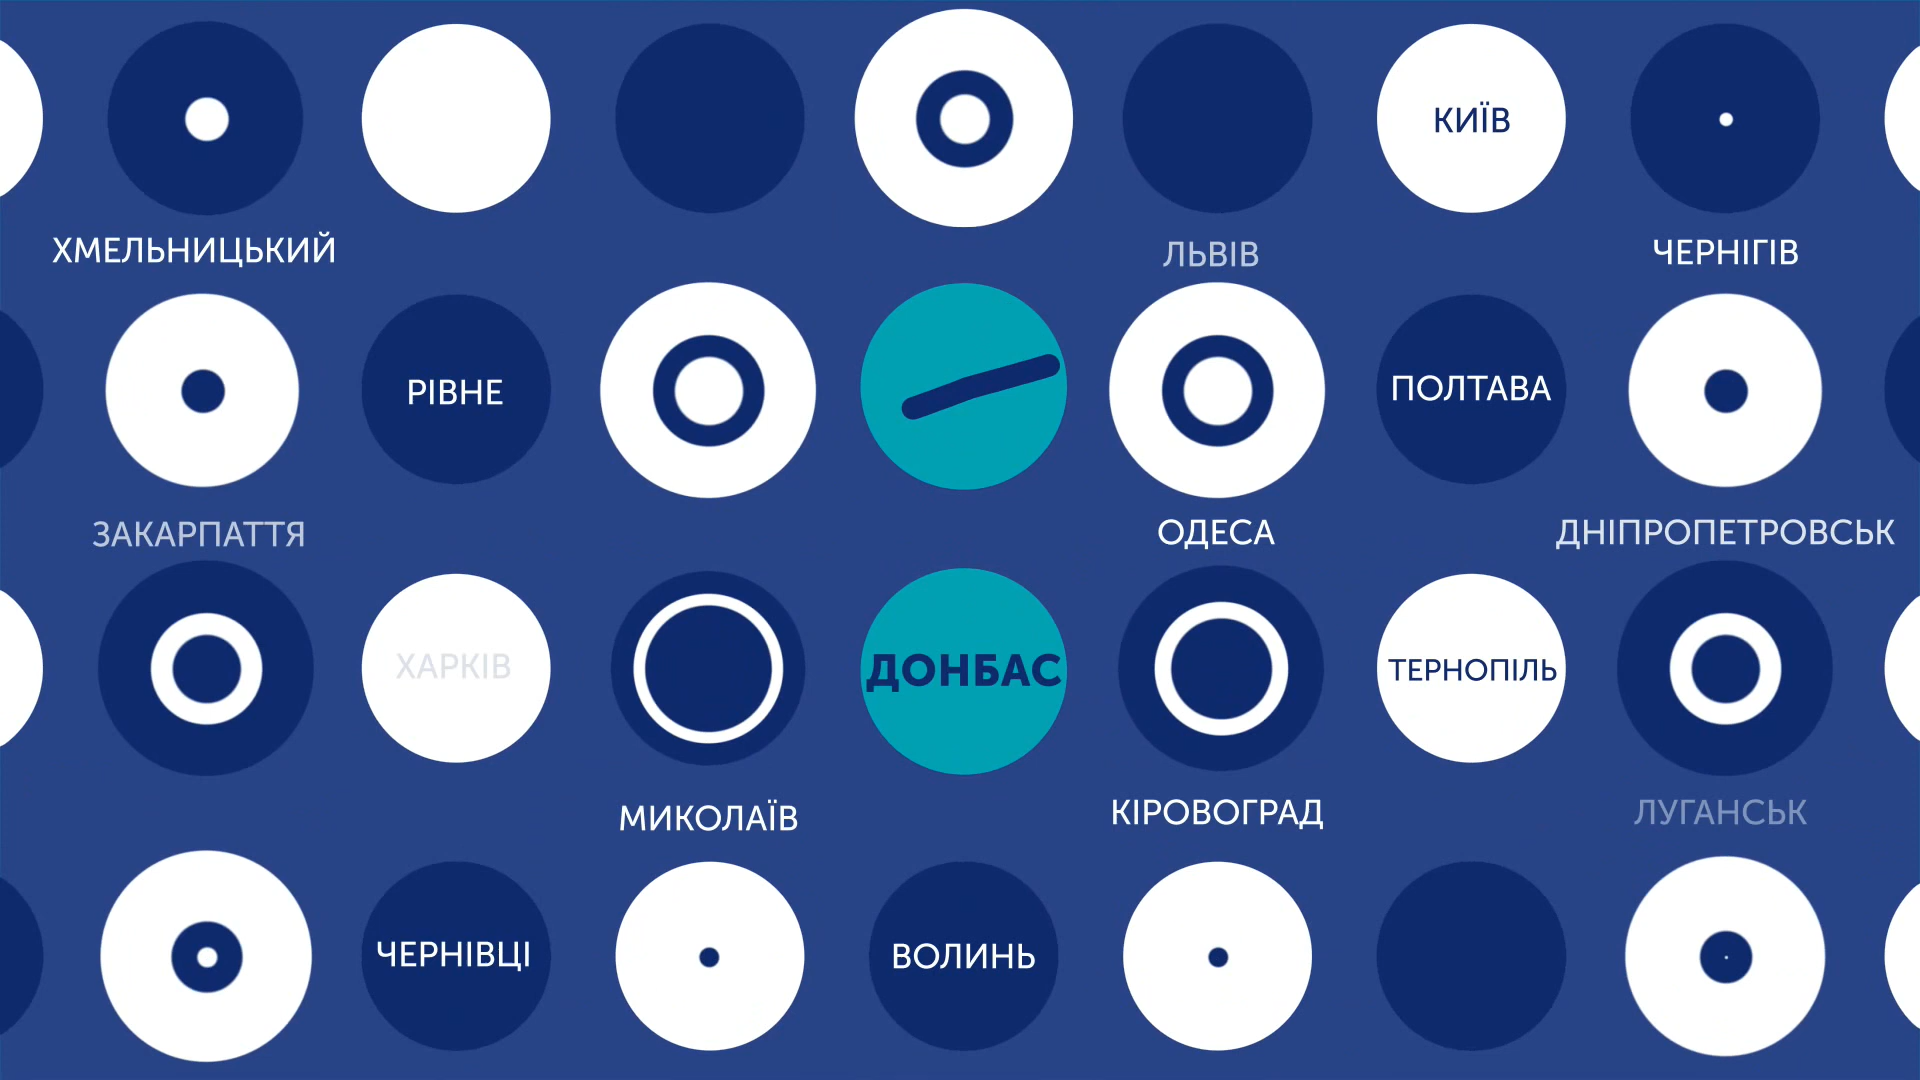 КИЇВ
ХМЕЛЬНИЦЬКИЙ
ЛЬВІВ
ЧЕРНІГІВ
РІВНЕ
ПОЛТАВА
ЗАКАРПАТТЯ
ОДЕСА
ДНІПРОПЕТРОВСЬК
ХАРКІВ
ДОНБАС
ТЕРНОПІЛЬ
МИКОЛАЇВ
КІРОВОГРАД
ЛУГАНСЬК
ЧЕРНІВЦІ
ВОЛИНЬ